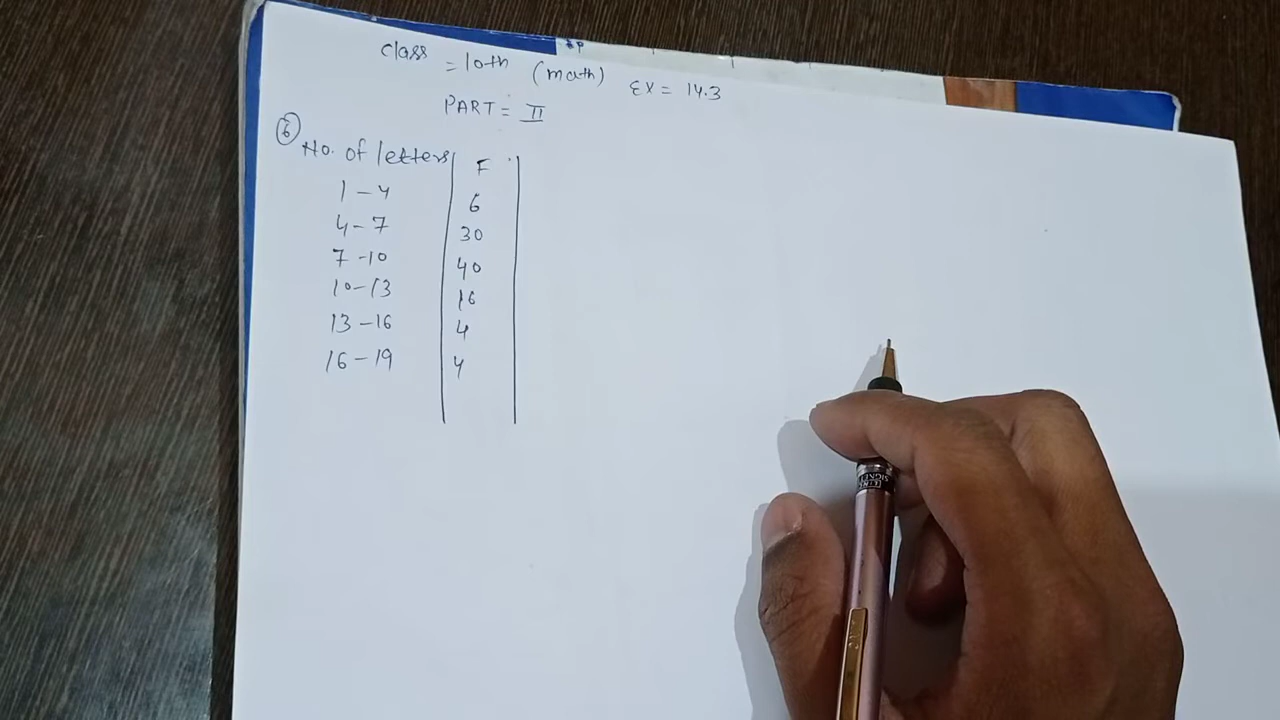 class = 10th (math) EX = 14.3
PART = II
6 No. of letters F
1 - 4 6
4 - 7 30
7 - 10 40
10 - 13 16
13 - 16 4
16 - 19 4